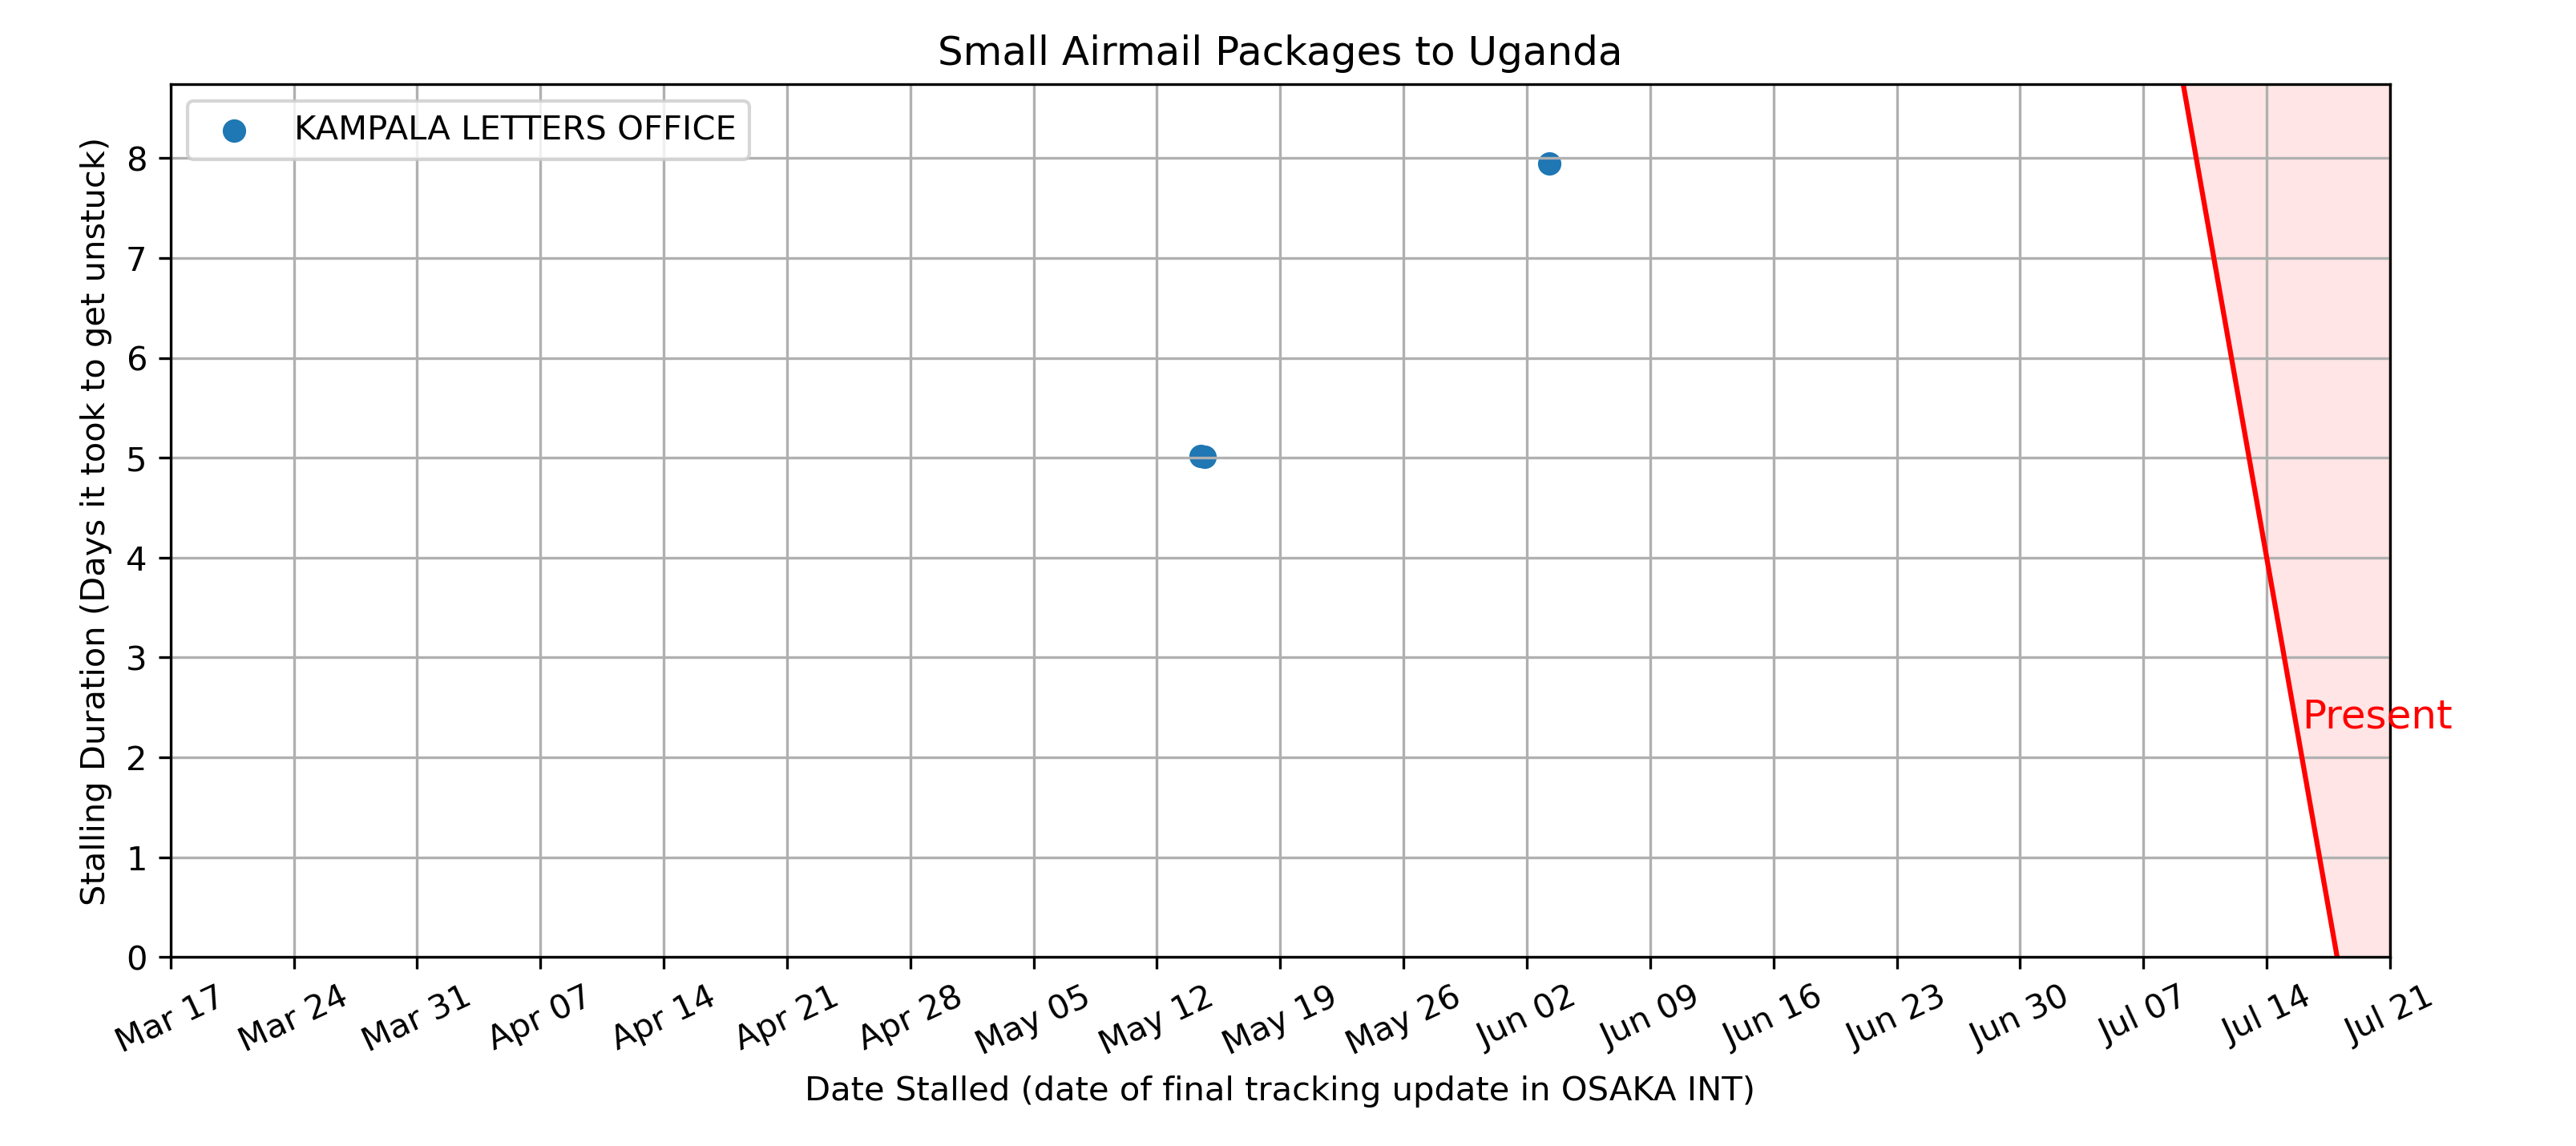 Small Airmail Packages to Uganda
KAMPALA LETTERS OFFICE
Stalling Duration (Days it took to get unstuck)
8
7
6
5
4
3
2
1
0
Present
Mar 17
Mar 24
Mar 31
Apr 07
Apr 14
Apr 21
Apr 28
May 05
May 12
May 19
May 26
Jun 02
Jun 09
Jun 16
Jun 23
Jun 30
Jul 07
Jul 14
Jul 21
Date Stalled (date of final tracking update in OSAKA INT)